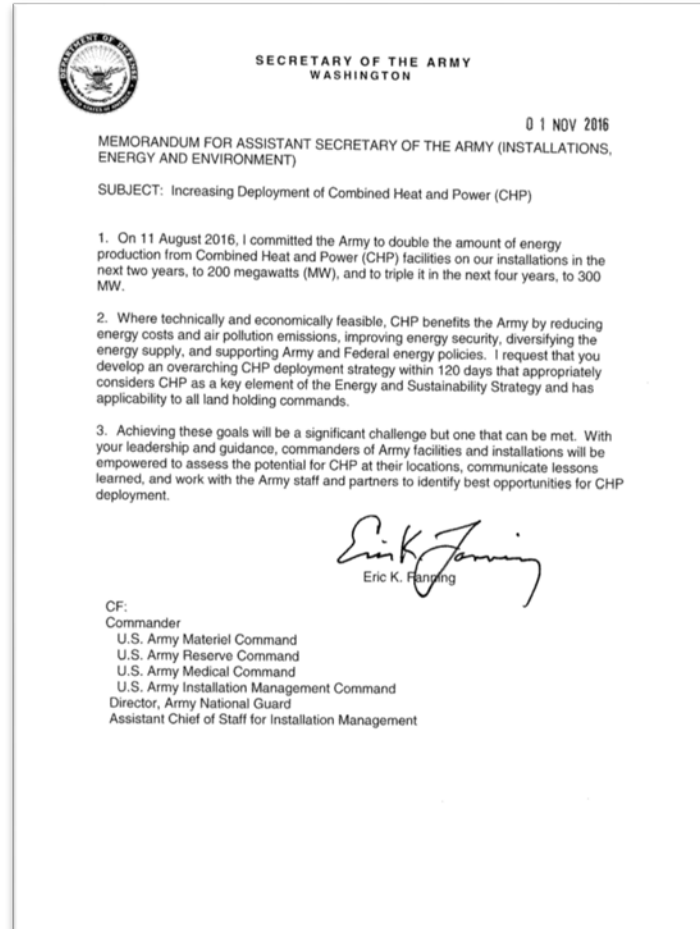 DEPARTMENT OF DEFENSE
UNITED STATES OF AMERICA
SECRETARY OF THE ARMY
WASHINGTON
0 1 NOV 2016
MEMORANDUM FOR ASSISTANT SECRETARY OF THE ARMY (INSTALLATIONS,
ENERGY AND ENVIRONMENT)
SUBJECT: Increasing Deployment of Combined Heat and Power (CHP)
1. On 11 August 2016, I committed the Army to double the amount of energy
production from Combined Heat and Power (CHP) facilities on our installations in the
next two years, to 200 megawatts (MW), and to triple it in the next four years, to 300
MW.
2. Where technically and economically feasible, CHP benefits the Army by reducing
energy costs and air pollution emissions, improving energy security, diversifying the
energy supply, and supporting Army and Federal energy policies. I request that you
develop an overarching CHP deployment strategy within 120 days that appropriately
considers CHP as a key element of the Energy and Sustainability Strategy and has
applicability to all land holding commands.
3. Achieving these goals will be a significant challenge but one that can be met. With
your leadership and guidance, commanders of Army facilities and installations will be
empowered to assess the potential for CHP at their locations, communicate lessons
learned, and work with the Army staff and partners to identify best opportunities for CHP
deployment.
Eric K. Fanning
Eric K. Fanning
CF:
Commander
U.S. Army Materiel Command
U.S. Army Reserve Command
U.S. Army Medical Command
U.S. Army Installation Management Command
Director, Army National Guard
Assistant Chief of Staff for Installation Management